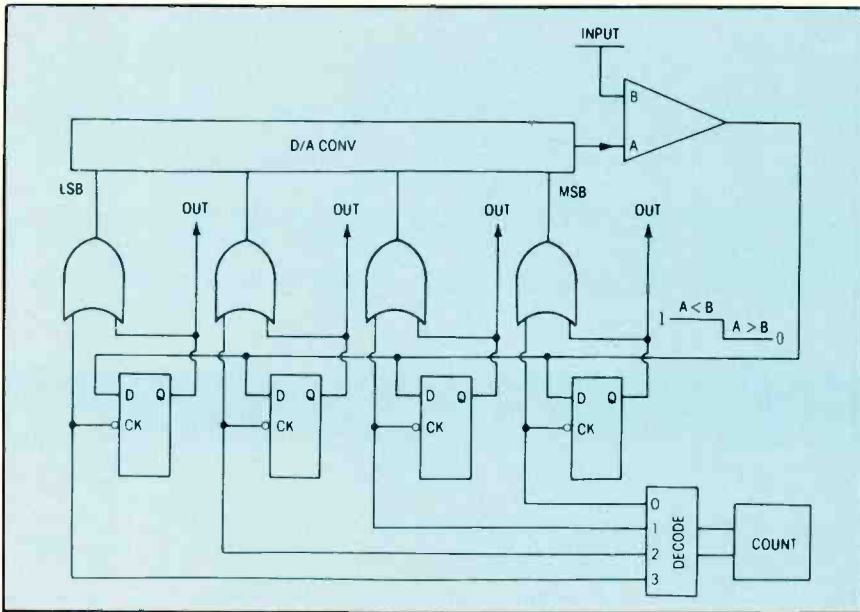 INPUT
B
A
D/A CONV
LSB
MSB
OUT
OUT
OUT
OUT
1 A < B
A > B 0
D Q
CK
D Q
CK
D Q
CK
D Q
CK
0
1
2
3
DECODE
COUNT